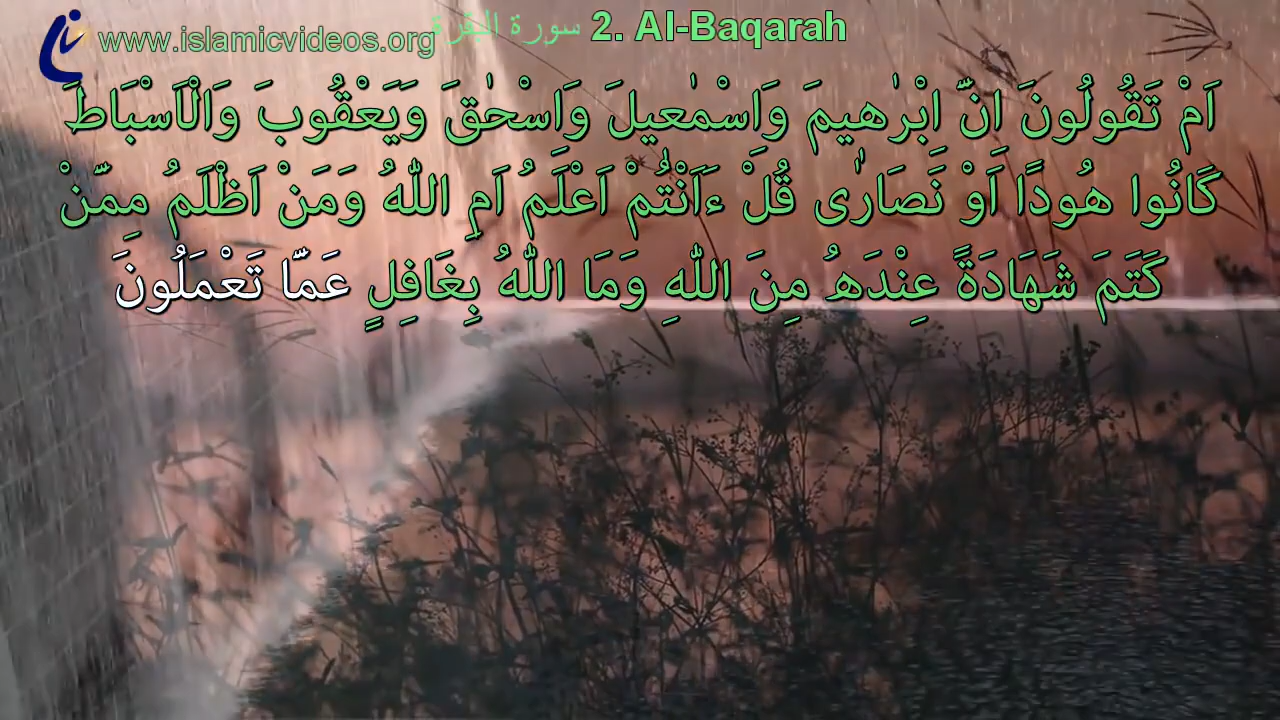 www.islamicvideos.org سورة البقرة 2. Al-Baqarah
اَمْ تَقُولُونَ اِنَّ اِبْرٰهٖيمَ وَاِسْمٰعٖيلَ وَاِسْحٰقَ وَيَعْقُوبَ وَالْاَسْبَاطَ
كَانُوا هُودًا اَوْ نَصَارٰى قُلْ ءَاَنْتُمْ اَعْلَمُ اَمِ اللّٰهُ وَمَنْ اَظْلَمُ مِمَّنْ
كَتَمَ شَهَادَةً عِنْدَهُ مِنَ اللّٰهِ وَمَا اللّٰهُ بِغَافِلٍ عَمَّا تَعْمَلُونَ